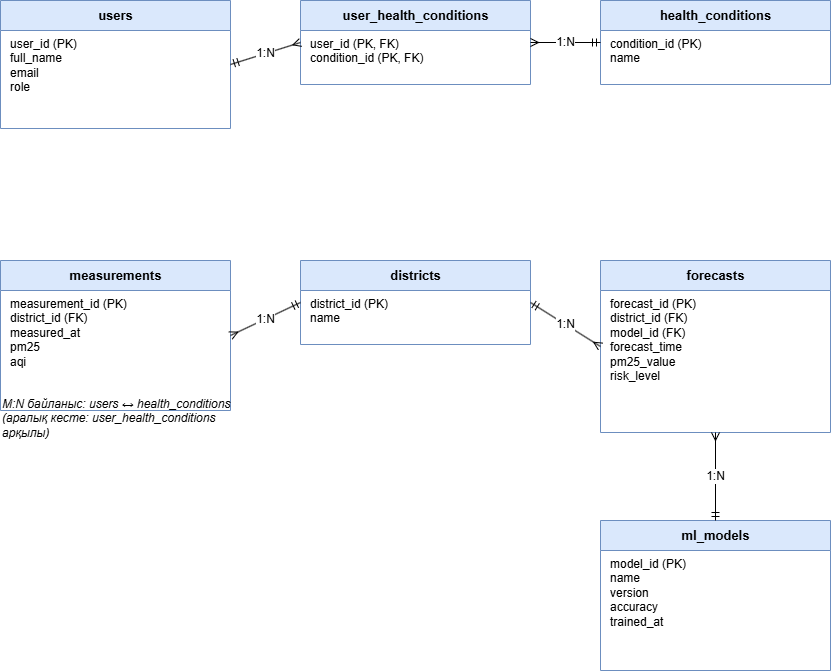 users
user_id (PK)
full_name
email
role
1:N
user_health_conditions
user_id (PK, FK)
condition_id (PK, FK)
1:N
health_conditions
condition_id (PK)
name
measurements
measurement_id (PK)
district_id (FK)
measured_at
pm25
aqi
M:N байланыс: users ↔ health_conditions
(аралық кесте: user_health_conditions
арқылы)
1:N
districts
district_id (PK)
name
1:N
forecasts
forecast_id (PK)
district_id (FK)
model_id (FK)
forecast_time
pm25_value
risk_level
1:N
ml_models
model_id (PK)
name
version
accuracy
trained_at